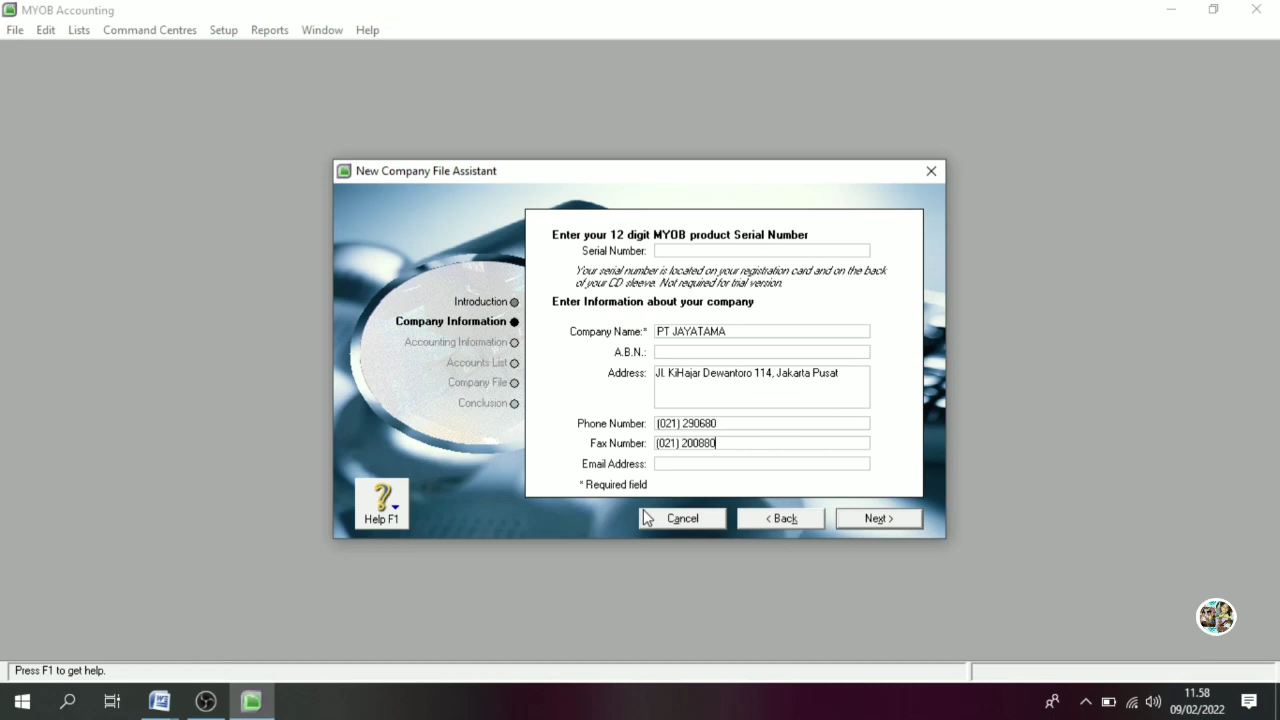 MYOB Accounting
File Edit Lists Command Centres Setup Reports Window Help
New Company File Assistant
Introduction
Company Information
Accounting Information
Accounts List
Company File
Conclusion
Help F1
Enter your 12 digit MYOB product Serial Number
Serial Number:
Your serial number is located on your registration card and on the back
of your CD sleeve. Not required for trial version.
Enter Information about your company
Company Name:* PT JAYATAMA
A.B.N.:
Address: Jl. KiHajar Dewantoro 114, Jakarta Pusat
Phone Number: (021) 290680
Fax Number: (021) 200880
Email Address:
* Required field
Cancel < Back Next >
Press F1 to get help.
11.58
09/02/2022